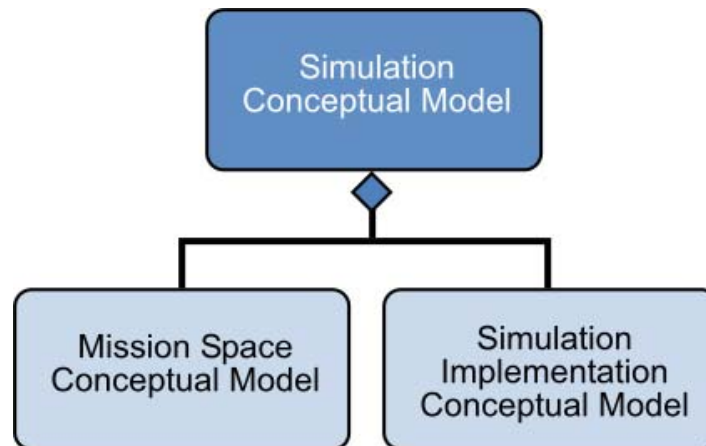 Simulation
Conceptual Model
Mission Space
Conceptual Model
Simulation
Implementation
Conceptual Model